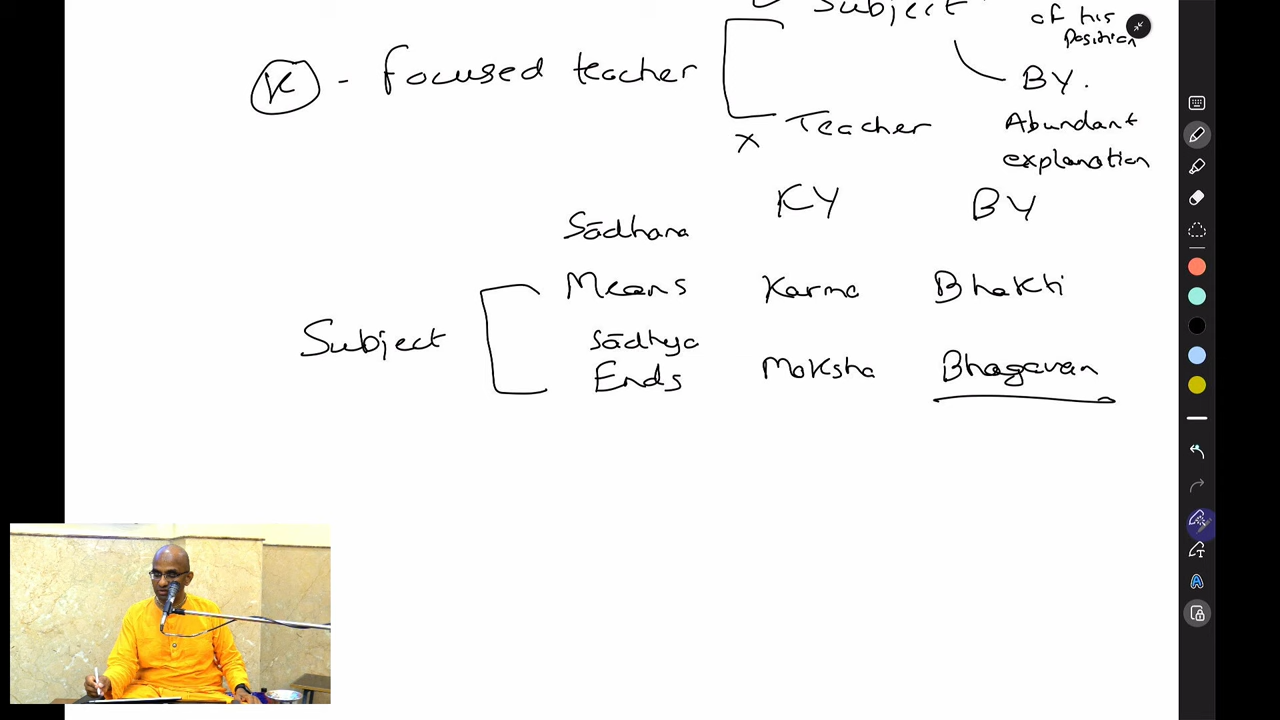 Subject
of his
Position
K - focused teacher
BY.
x Teacher
Abundant
explanation
KY BY
Sādhana
Means Karma Bhakti
Subject
Sādhya
Ends Moksha Bhagavan